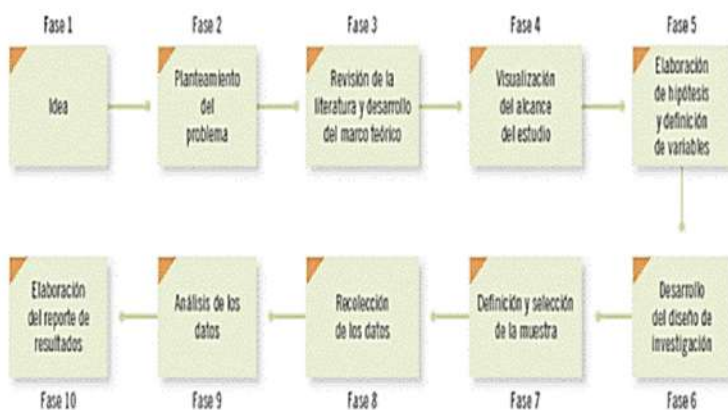 Fase 1
Idea
Fase 2
Planteamiento
del
problema
Fase 3
Revisión de la
literatura y desarrollo
del marco teórico
Fase 4
Visualización
del alcance
del estudio
Fase 5
Elaboración
de hipótesis
y definición
de variables
Desarrollo
del diseño de
investigación
Fase 6
Definición y selección
de la muestra
Fase 7
Recolección
de los datos
Fase 8
Análisis de los
datos
Fase 9
Elaboración
del reporte de
resultados
Fase 10